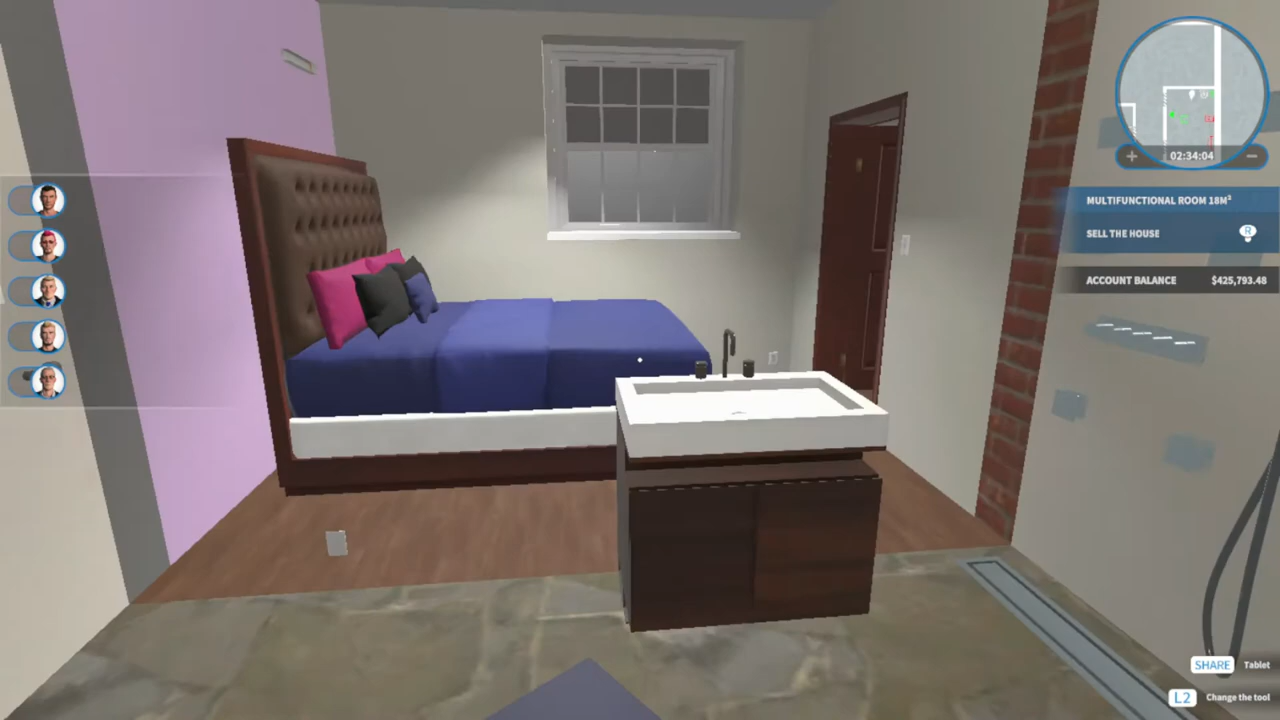 02:34:04
MULTIFUNCTIONAL ROOM 18M²
SELL THE HOUSE
R
ACCOUNT BALANCE $425,793.48
SHARE Tablet
L2 Change the tool